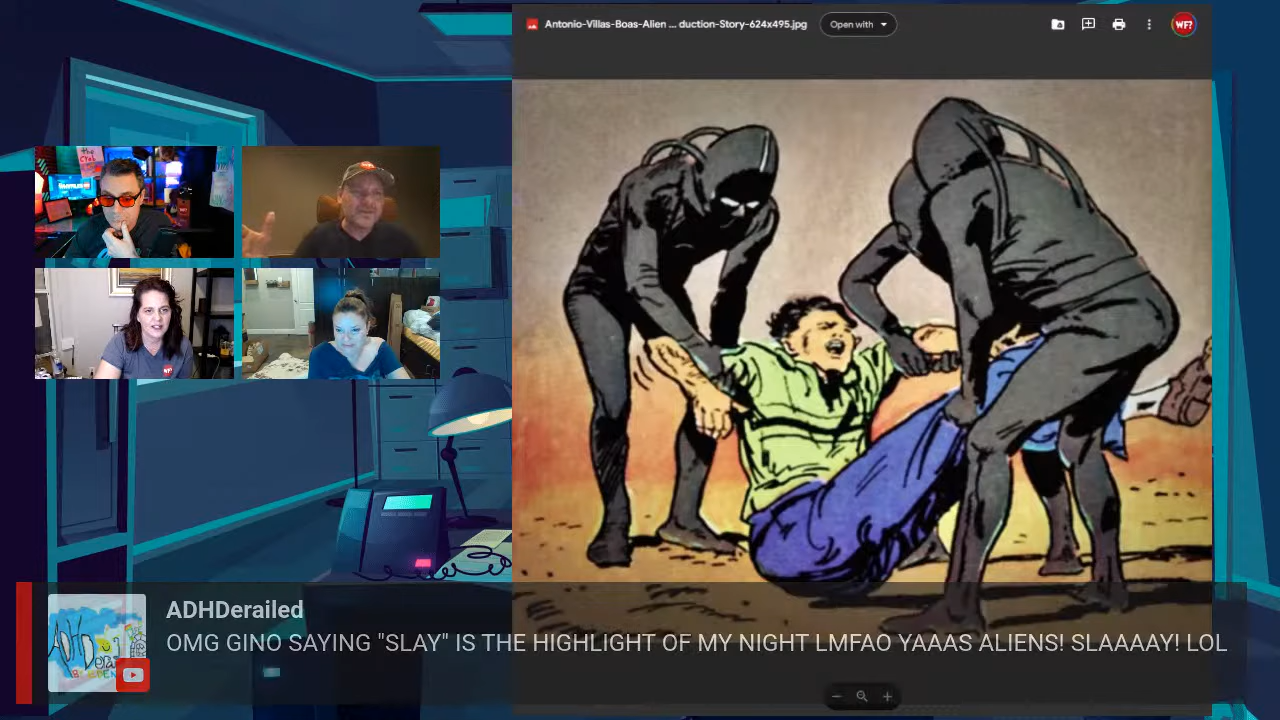 Antonio-Villas-Boas-Alien ... duction-Story-624x495.jpg
Open with
WF?
the
ADHDerailed
OMG GINO SAYING "SLAY" IS THE HIGHLIGHT OF MY NIGHT LMFAO YAAAS ALIENS! SLAAAAY! LOL